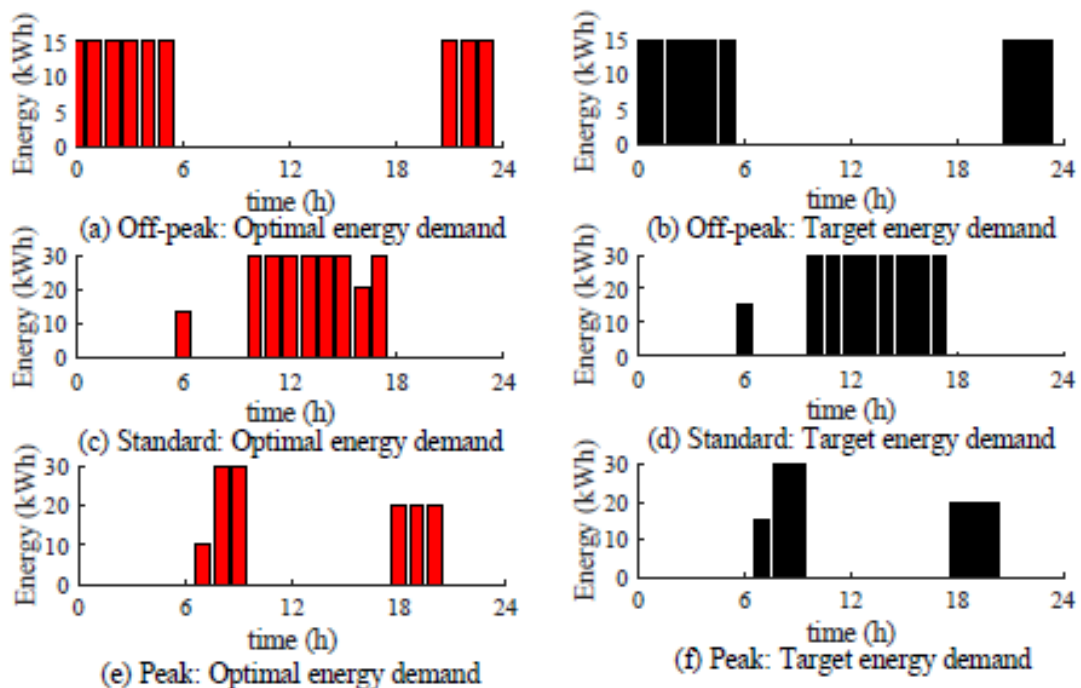 Energy (kWh)
15
10
5
0
0 6 12 18 24
time (h)
(a) Off-peak: Optimal energy demand
Energy (kWh)
15
10
5
0
0 6 12 18 24
time (h)
(b) Off-peak: Target energy demand
Energy (kWh)
30
20
10
0
0 6 12 18 24
time (h)
(c) Standard: Optimal energy demand
Energy (kWh)
30
20
10
0
0 6 12 18 24
time (h)
(d) Standard: Target energy demand
Energy (kWh)
30
20
10
0
0 6 12 18 24
time (h)
(e) Peak: Optimal energy demand
Energy (kWh)
30
20
10
0
0 6 12 18 24
time (h)
(f) Peak: Target energy demand